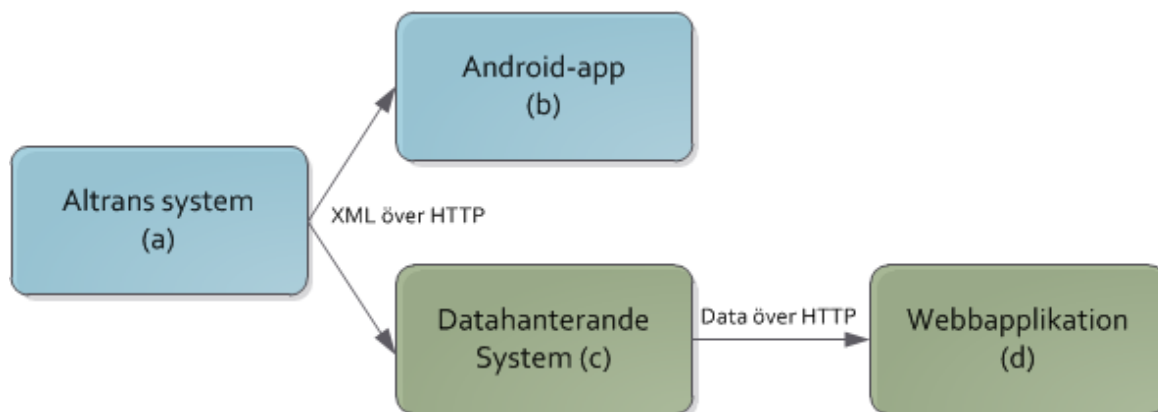 Android-app
(b)
Altrans system
(a)
XML över HTTP
Datahanterande
System (c)
Data över HTTP
Webbapplikation
(d)